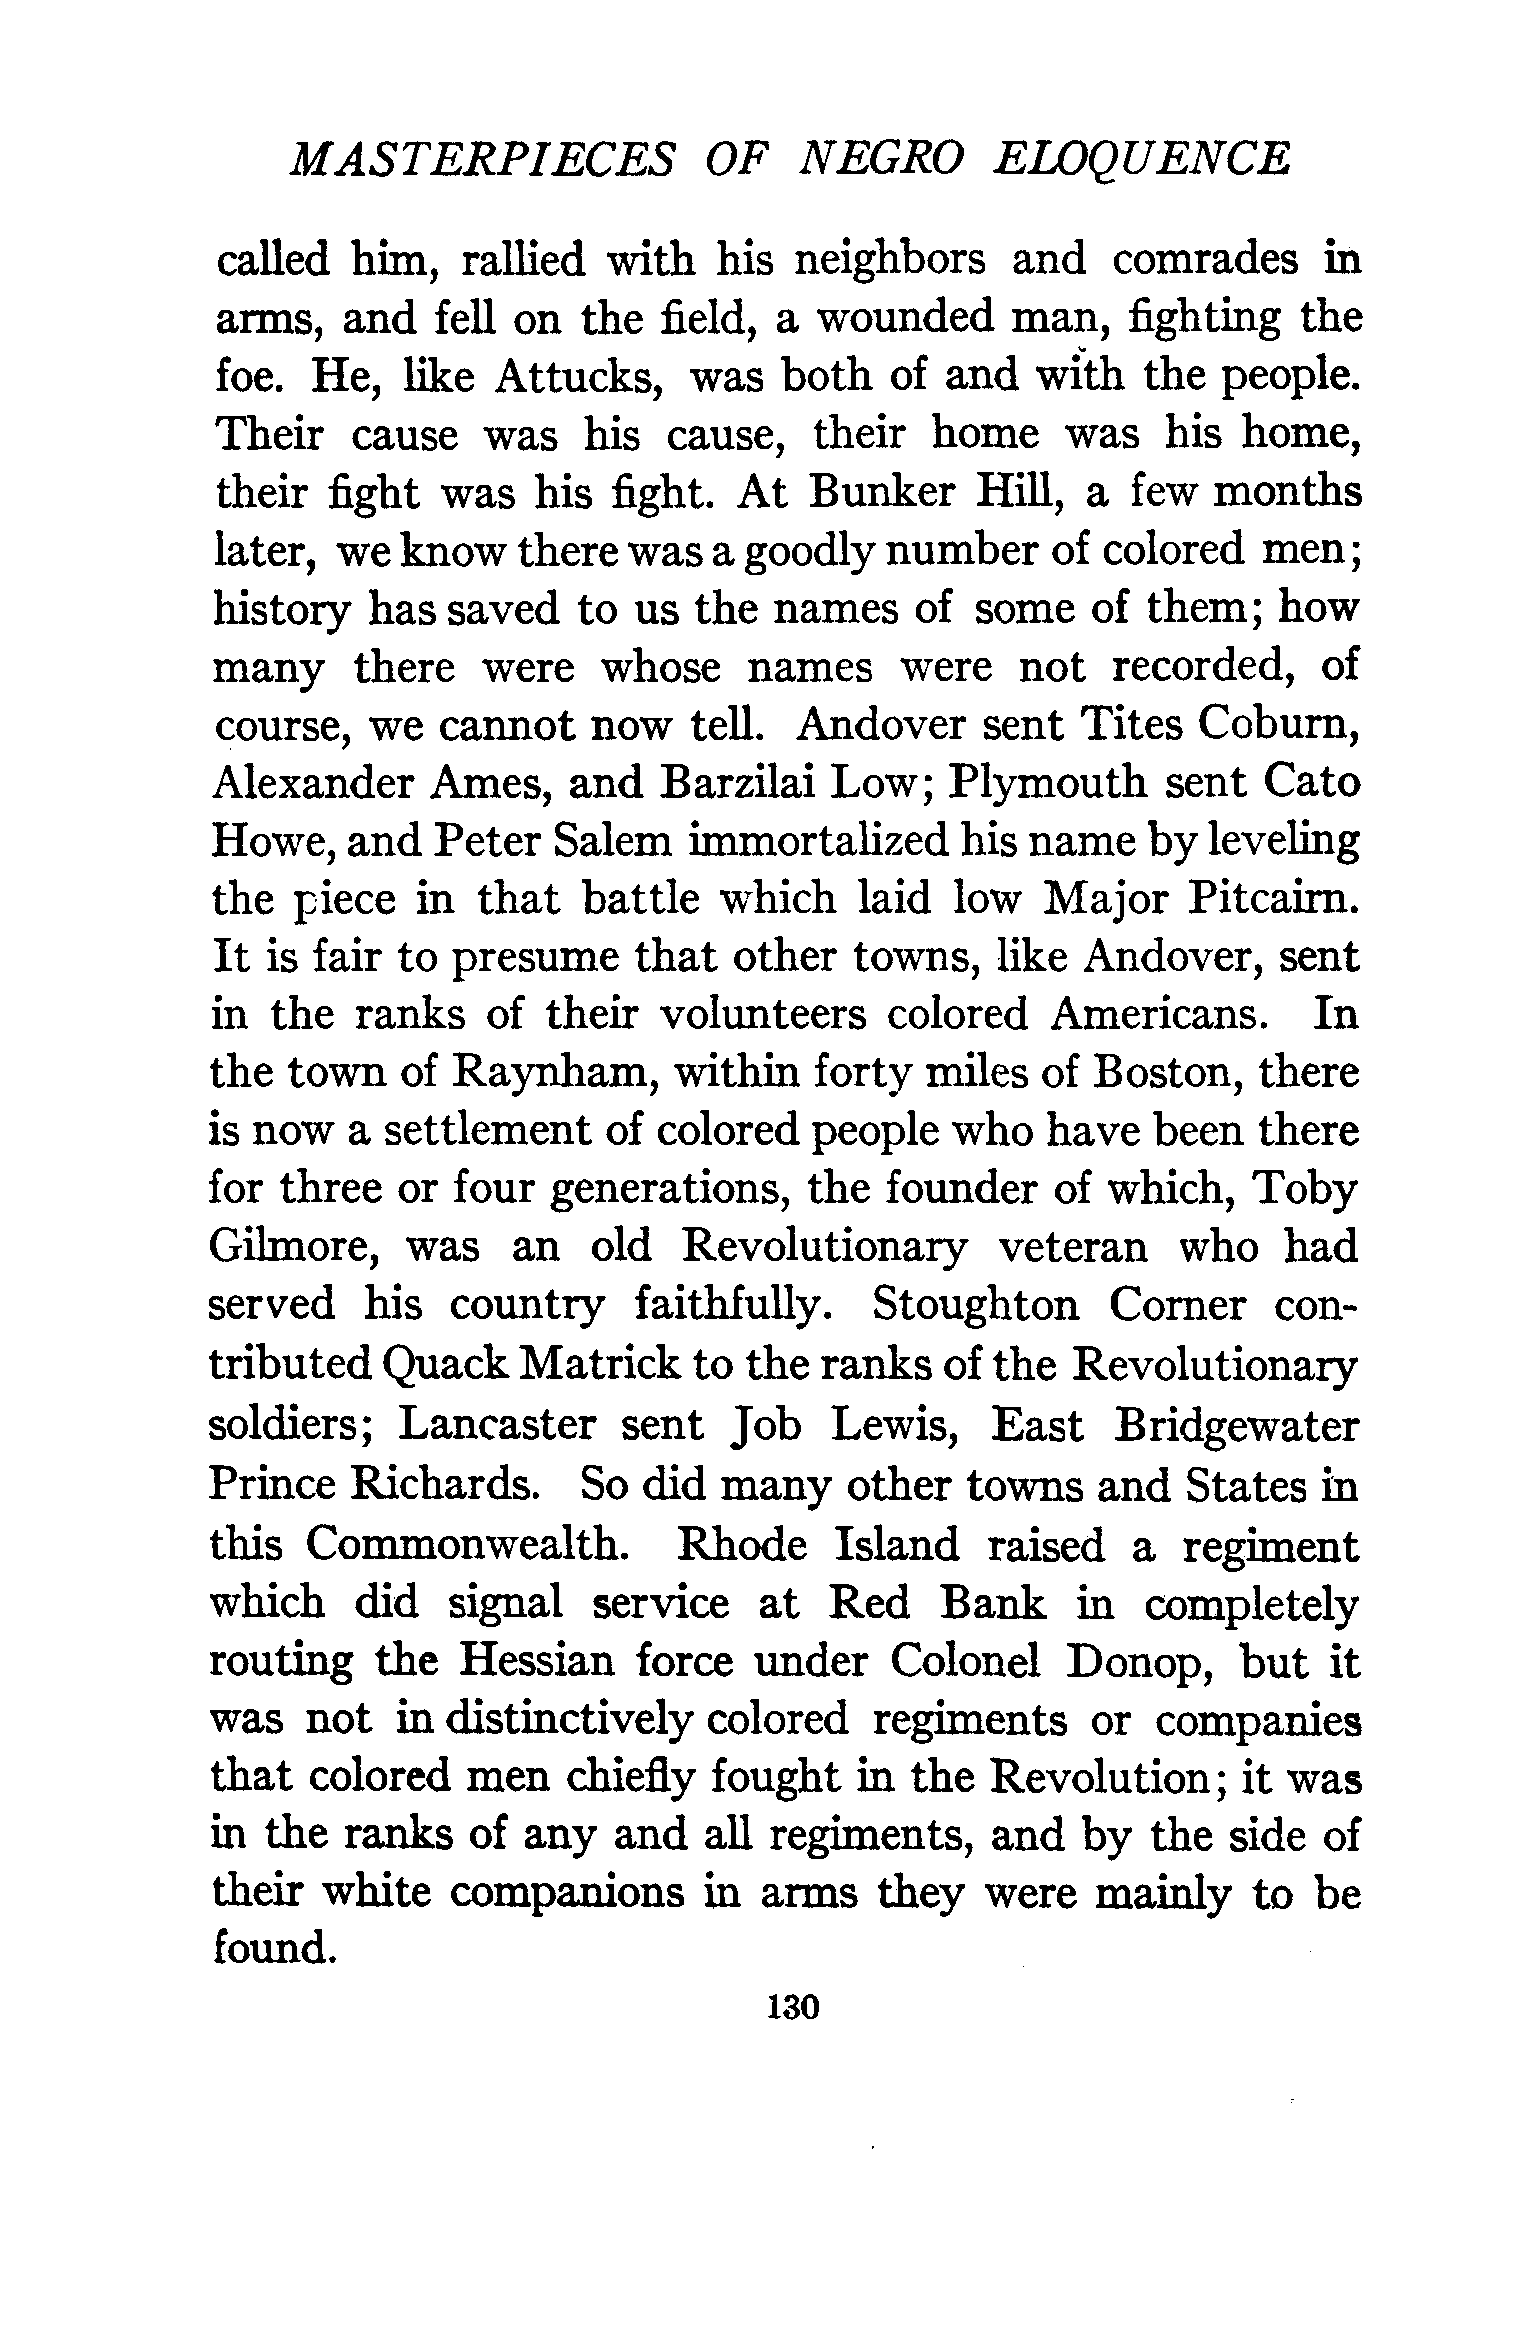 MASTERPIECES OF NEGRO ELOQUENCE
called him, rallied with his neighbors and comrades in
arms, and fell on the field, a wounded man, fighting the
foe. He, like Attucks, was both of and with the people.
Their cause was his cause, their home was his home,
their fight was his fight. At Bunker Hill, a few months
later, we know there was a goodly number of colored men;
history has saved to us the names of some of them; how
many there were whose names were not recorded, of
course, we cannot now tell. Andover sent Tites Coburn,
Alexander Ames, and Barzilai Low; Plymouth sent Cato
Howe, and Peter Salem immortalized his name by leveling
the piece in that battle which laid low Major Pitcairn.
It is fair to presume that other towns, like Andover, sent
in the ranks of their volunteers colored Americans. In
the town of Raynham, within forty miles of Boston, there
is now a settlement of colored people who have been there
for three or four generations, the founder of which, Toby
Gilmore, was an old Revolutionary veteran who had
served his country faithfully. Stoughton Corner con-
tributed Quack Matrick to the ranks of the Revolutionary
soldiers; Lancaster sent Job Lewis, East Bridgewater
Prince Richards. So did many other towns and States in
this Commonwealth. Rhode Island raised a regiment
which did signal service at Red Bank in completely
routing the Hessian force under Colonel Donop, but it
was not in distinctively colored regiments or companies
that colored men chiefly fought in the Revolution; it was
in the ranks of any and all regiments, and by the side of
their white companions in arms they were mainly to be
found.
130